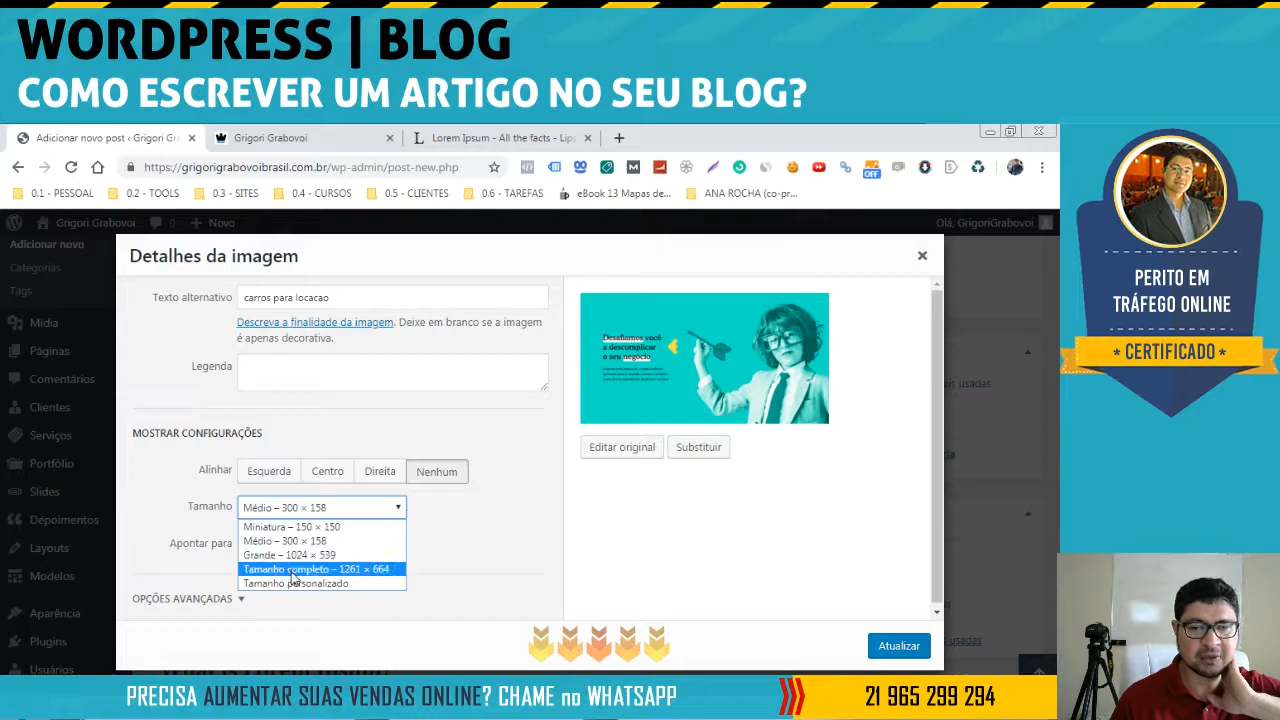 WORDPRESS | BLOG
COMO ESCREVER UM ARTIGO NO SEU BLOG?
Adicionar novo post ‹ Grigori Gra
Grigori Grabovoi
Lorem Ipsum - All the facts - Lips
https://grigorigrabovoibrasil.com.br/wp-admin/post-new.php
OFF
0.1 - PESSOAL
0.2 - TOOLS
0.3 - SITES
0.4 - CURSOS
0.5 - CLIENTES
0.6 - TAREFAS
eBook 13 Mapas de...
ANA ROCHA (co-pr...
Grigori Grabovoi
0
+ Novo
Olá, GrigoriGrabovoi
Adicionar novo
Categorias
Tags
Mídia
Páginas
Comentários
Clientes
Serviços
Portfólio
Slides
Depoimentos
Layouts
Modelos
Aparência
Plugins
Usuários
Detalhes da imagem
Texto alternativo
carros para locacao
Descreva a finalidade da imagem. Deixe em branco se a imagem
é apenas decorativa.
Legenda
MOSTRAR CONFIGURAÇÕES
Alinhar
Esquerda
Centro
Direita
Nenhum
Tamanho
Médio – 300 × 158
Miniatura – 150 × 150
Médio – 300 × 158
Grande – 1024 × 539
Tamanho completo – 1261 × 664
Tamanho personalizado
Apontar para
OPÇÕES AVANÇADAS
Desafiamos você
a descomplicar
o seu negócio
Editar original
Substituir
Atualizar
ais usadas
usadas
PERITO EM
TRÁFEGO ONLINE
* CERTIFICADO *
PRECISA AUMENTAR SUAS VENDAS ONLINE? CHAME no WHATSAPP
21 965 299 294